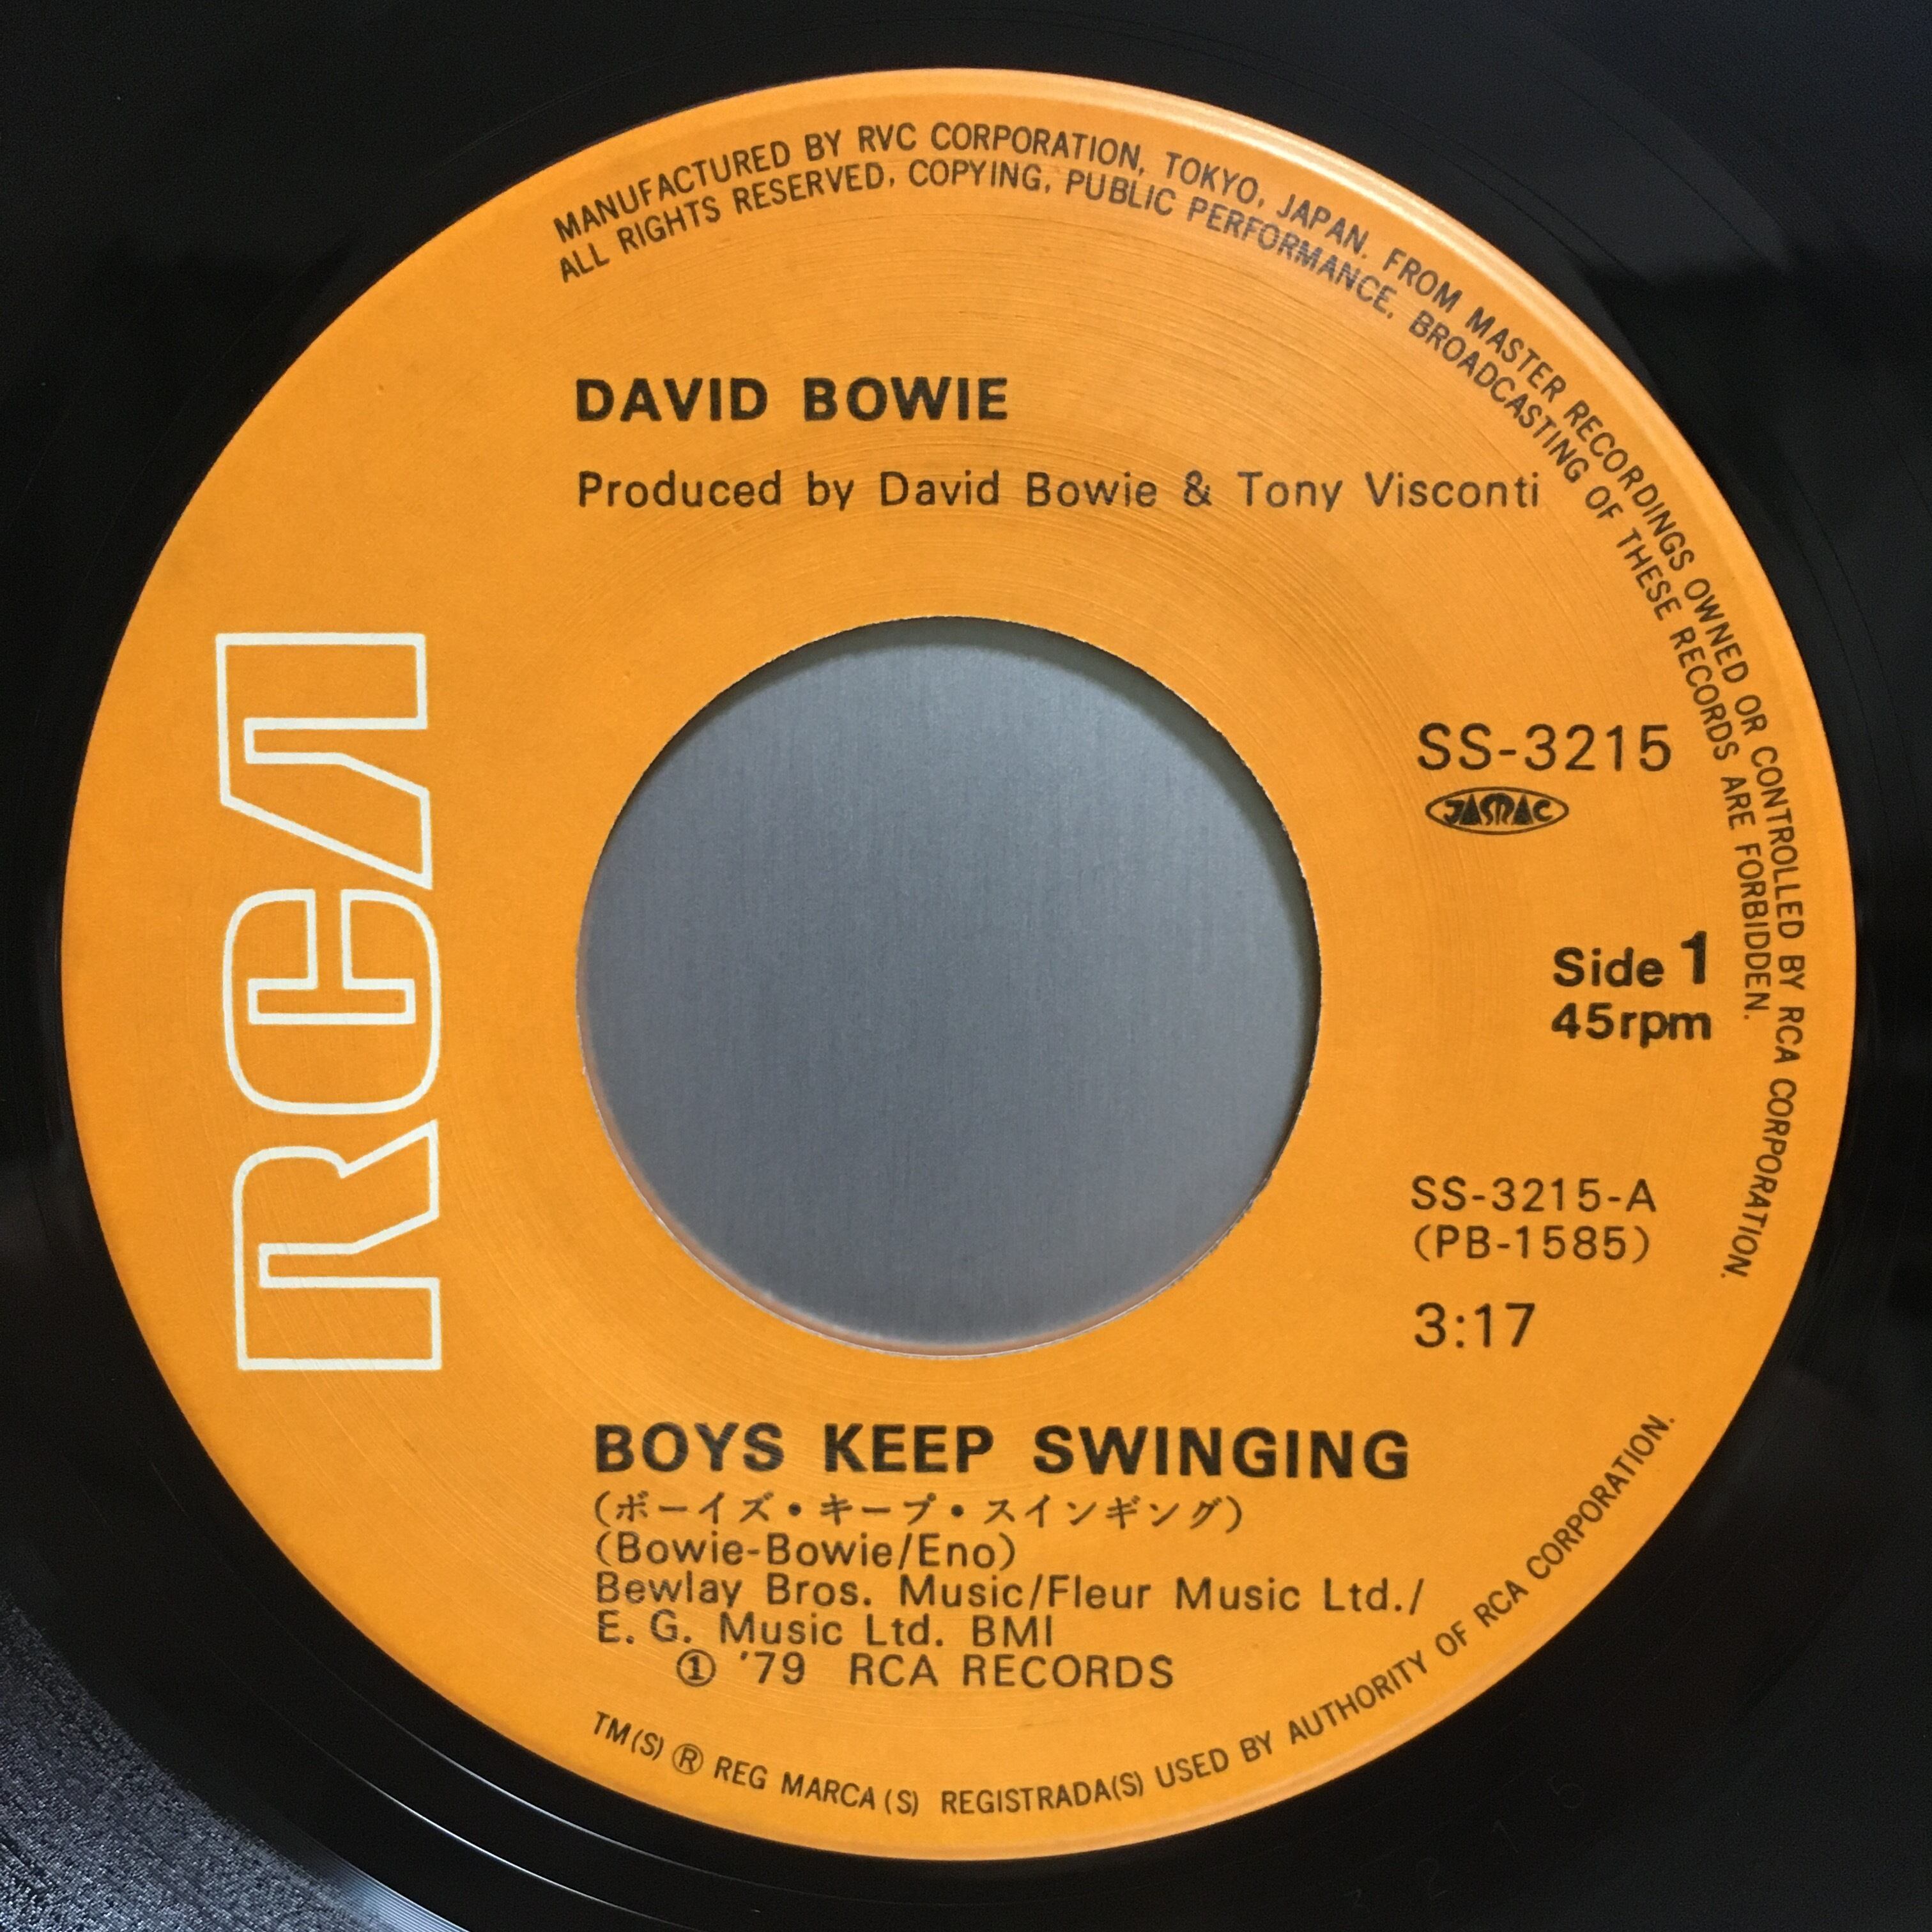 MANUFACTURED BY RVC CORPORATION, TOKYO, JAPAN, FROM MASTER RECORDINGS OWNED OR CONTROLLED BY RCA CORPORATION.
ALL RIGHTS RESERVED, COPYING, PUBLIC PERFORMANCE, BROADCASTING OF THESE RECORDS ARE FORBIDDEN.
DAVID BOWIE
Produced by David Bowie & Tony Visconti
RCA
SS-3215
JASRAC
Side 1
45rpm
SS-3215-A
(PB-1585)
3:17
BOYS KEEP SWINGING
(ボーイズ・キープ・スインギング)
(Bowie-Bowie/Eno)
Bewlay Bros. Music/Fleur Music Ltd./
E. G. Music Ltd. BMI
① '79 RCA RECORDS
TM(S) ® REG MARCA(S) REGISTRADA(S) USED BY AUTHORITY OF RCA CORPORATION.